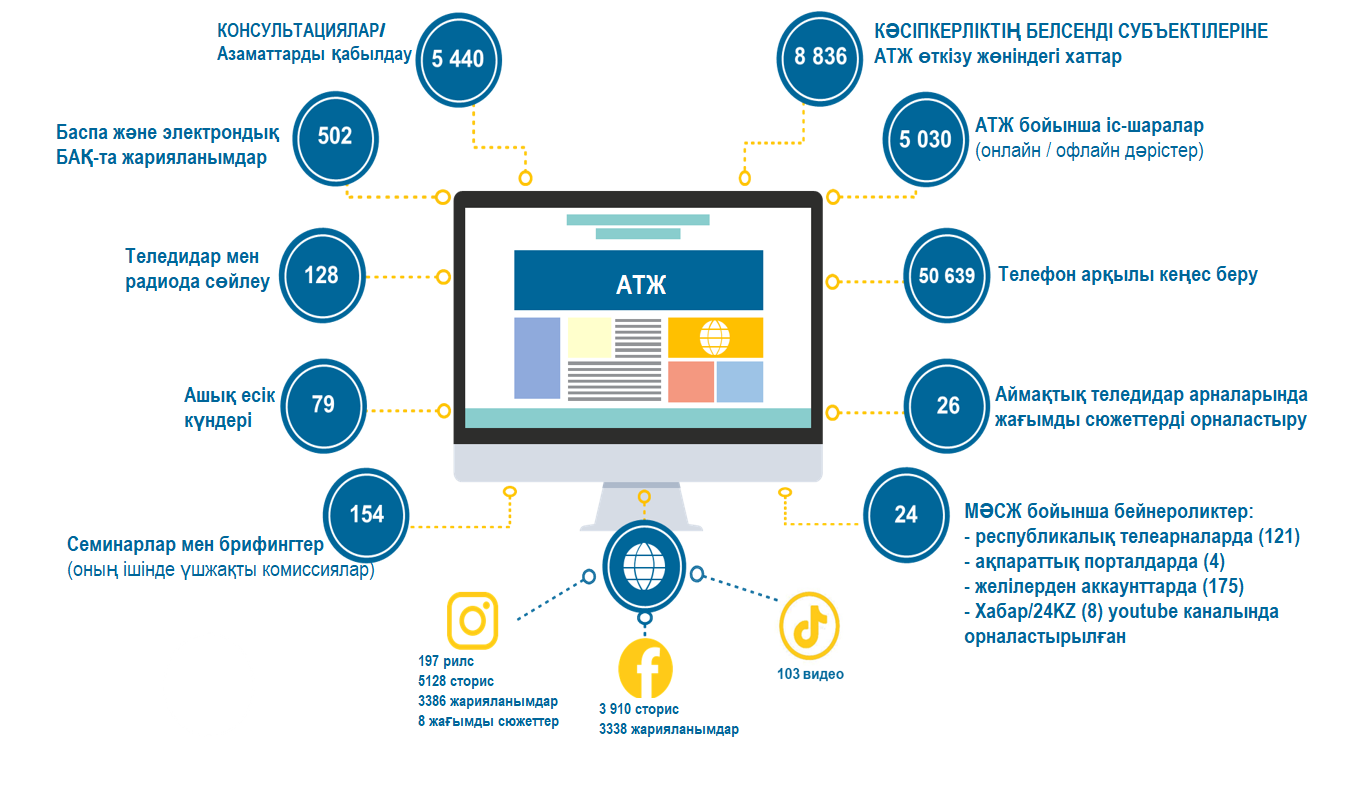 КОНСУЛЬТАЦИЯЛАР/
Азаматтарды қабылдау
5 440
8 836
КӘСІПКЕРЛІКТІҢ БЕЛСЕНДІ СУБЪЕКТІЛЕРІНЕ
АТЖ өткізу жөніндегі хаттар
Баспа және электрондық
БАҚ-та жарияланымдар
502
5 030
АТЖ бойынша іс-шаралар
(онлайн / офлайн дәрістер)
Теледидар мен
радиода сөйлеу
128
АТЖ
50 639
Телефон арқылы кеңес беру
Ашық есік
күндері
79
26
Аймақтық теледидар арналарында
жағымды сюжеттерді орналастыру
154
Семинарлар мен брифингтер
(оның ішінде үшжақты комиссиялар)
24
МӘСЖ бойынша бейнероликтер:
- республикалық телеарналарда (121)
- ақпараттық порталдарда (4)
- желілерден аккаунттарда (175)
- Хабар/24KZ (8) youtube каналында
орналастырылған
197 рилс
5128 сторис
3386 жарияланымдар
8 жағымды сюжеттер
3 910 сторис
3338 жарияланымдар
103 видео